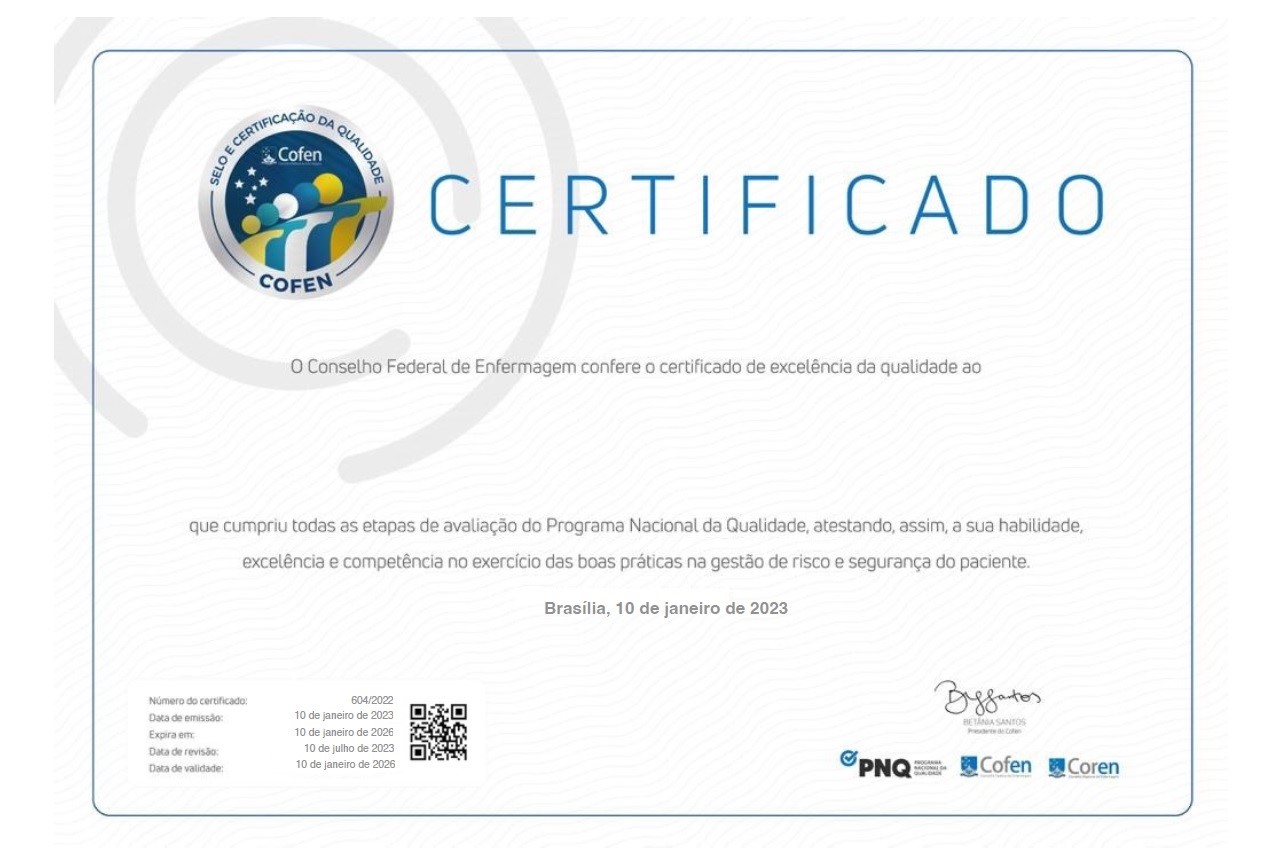 SELO E CERTIFICAÇÃO DA QUALIDADE
Cofen
COFEN
CERTIFICADO
O Conselho Federal de Enfermagem confere o certificado de excelência da qualidade ao
que cumpriu todas as etapas de avaliação do Programa Nacional da Qualidade, atestando, assim, a sua habilidade,
excelência e competência no exercício das boas práticas na gestão de risco e segurança do paciente.
Brasília, 10 de janeiro de 2023
Número do certificado: 604/2022
Data de emissão: 10 de janeiro de 2023
Expira em: 10 de janeiro de 2026
Data de revisão: 10 de julho de 2023
Data de validade: 10 de janeiro de 2026
BETÂNIA SANTOS
Presidente do Cofen
PNQ PROGRAMA NACIONAL DA QUALIDADE
Cofen
Coren